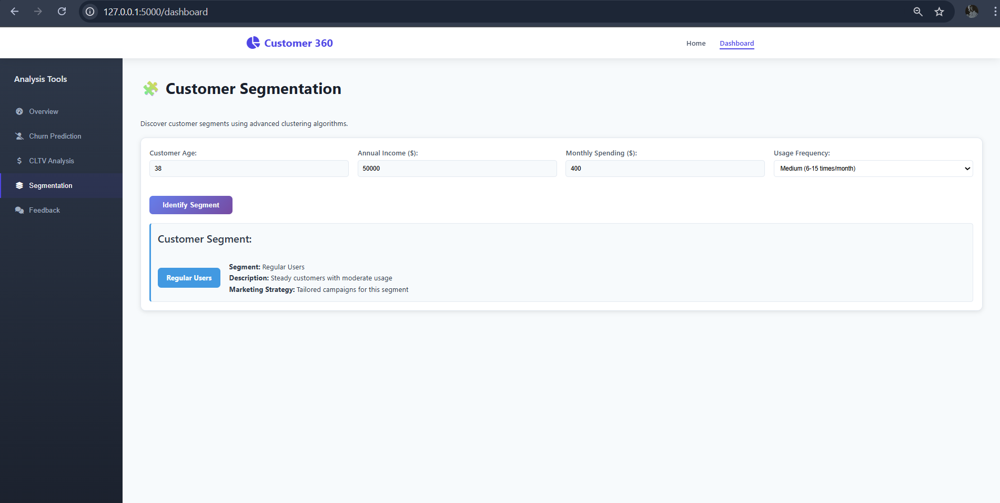 127.0.0.1:5000/dashboard
Customer 360
Home
Dashboard
Analysis Tools
Overview
Churn Prediction
CLTV Analysis
Segmentation
Feedback
Customer Segmentation
Discover customer segments using advanced clustering algorithms.
Customer Age:
38
Annual Income ($):
50000
Monthly Spending ($):
400
Usage Frequency:
Medium (6-15 times/month)
Identify Segment
Customer Segment:
Regular Users
Segment: Regular Users
Description: Steady customers with moderate usage
Marketing Strategy: Tailored campaigns for this segment